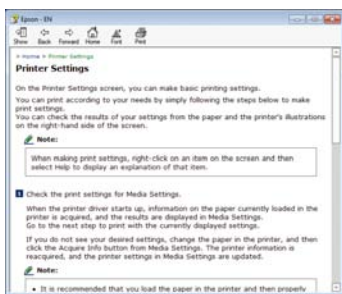 Epson - EN
Show Back Forward Home Font Print
> Home > Printer Settings
Printer Settings
On the Printer Settings screen, you can make basic printing settings.
You can print according to your needs by simply following the steps below to make
print settings.
You can check the results of your settings from the paper and the printer's illustrations
on the right-hand side of the screen.
Note:
When making print settings, right-click on an item on the screen and then
select Help to display an explanation of that item.
1 Check the print settings for Media Settings.
When the printer driver starts up, information on the paper currently loaded in the
printer is acquired, and the results are displayed in Media Settings.
Go to the next step to print with the currently displayed settings.
If you do not see your desired settings, change the paper in the printer, and then
click the Acquire Info button from Media Settings. The printer information is
reacquired, and the printer settings in Media Settings are updated.
Note:
• It is recommended that you load the paper in the printer and then properly